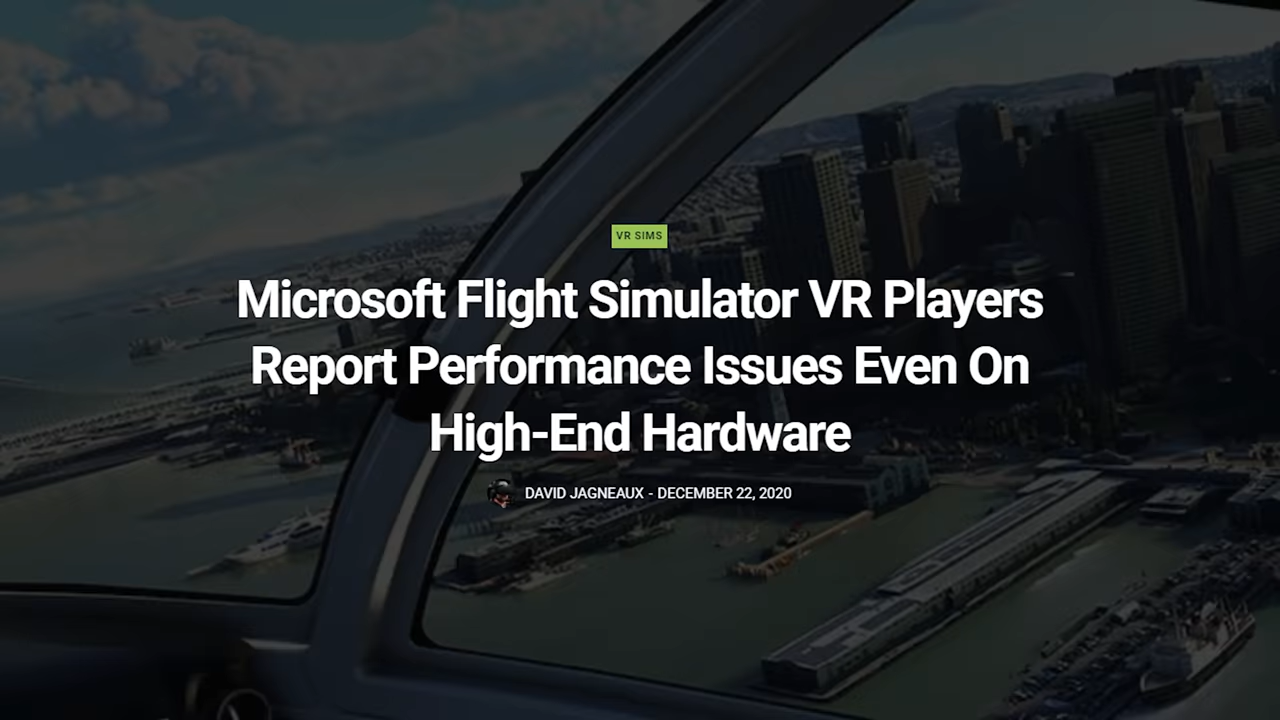 VR SIMS
Microsoft Flight Simulator VR Players
Report Performance Issues Even On
High-End Hardware
DAVID JAGNEAUX - DECEMBER 22, 2020